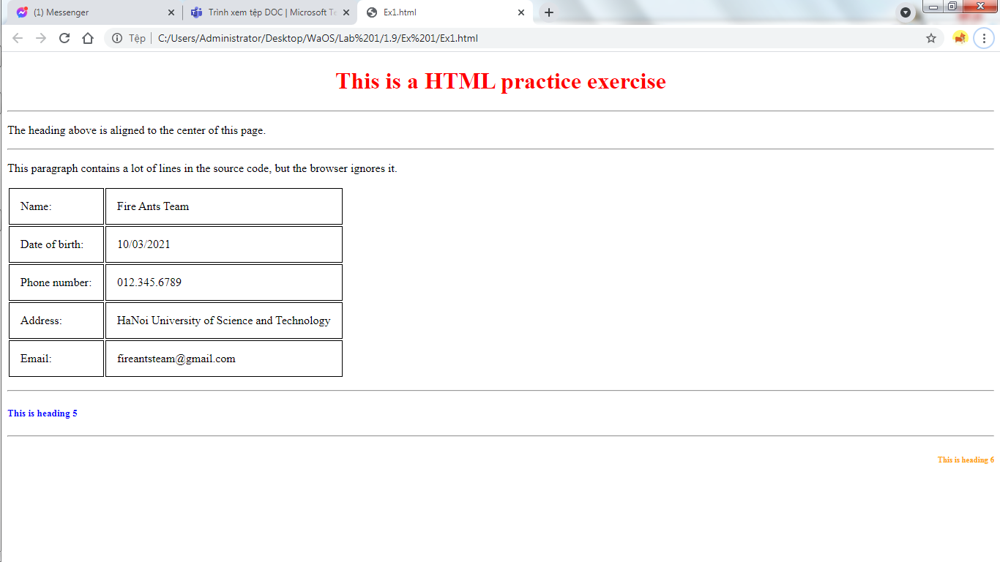 (1) Messenger
Trình xem tệp DOC | Microsoft Te
Ex1.html
Tệp
C:/Users/Administrator/Desktop/WaOS/Lab%201/1.9/Ex%201/Ex1.html
This is a HTML practice exercise
The heading above is aligned to the center of this page.
This paragraph contains a lot of lines in the source code, but the browser ignores it.
Name: Fire Ants Team
Date of birth: 10/03/2021
Phone number: 012.345.6789
Address: HaNoi University of Science and Technology
Email: fireantsteam@gmail.com
This is heading 5
This is heading 6